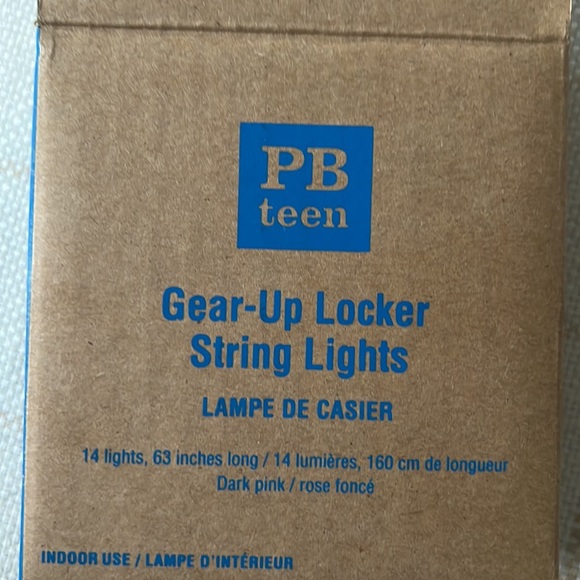 PB
teen
Gear-Up Locker
String Lights
LAMPE DE CASIER
14 lights, 63 inches long / 14 lumières, 160 cm de longueur
Dark pink / rose foncé
INDOOR USE / LAMPE D'INTÉRIEUR